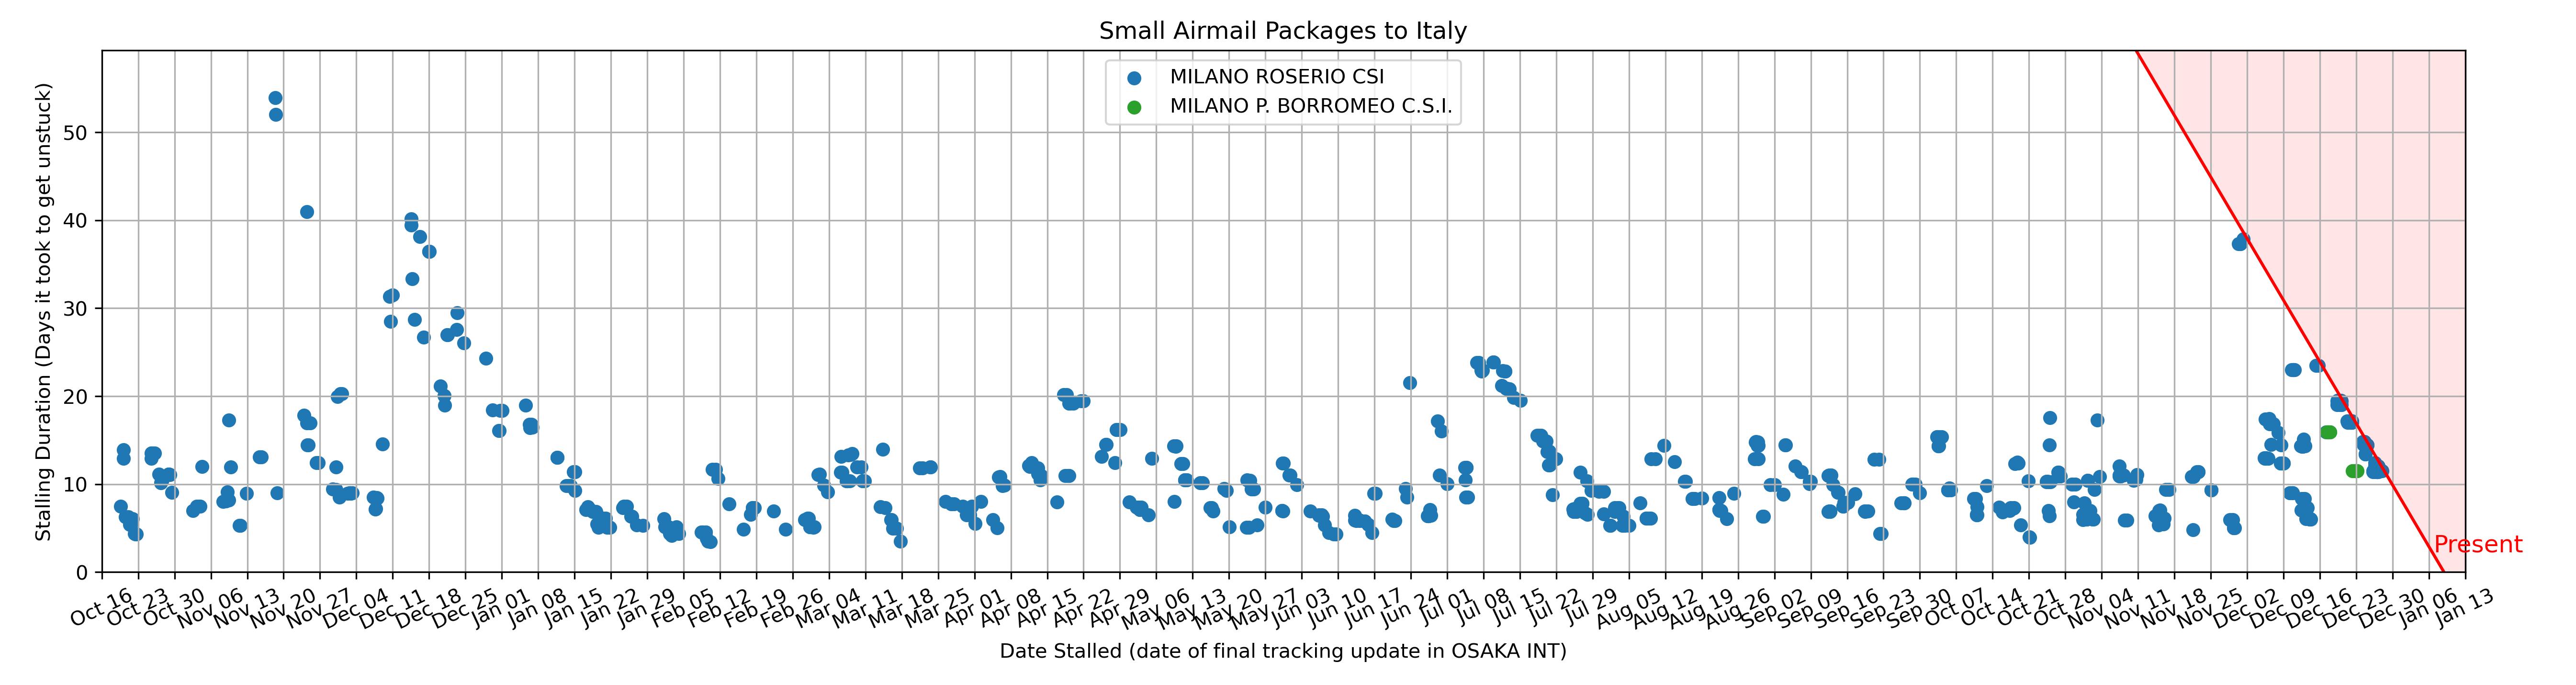 Small Airmail Packages to Italy
MILANO ROSERIO CSI
MILANO P. BORROMEO C.S.I.
Stalling Duration (Days it took to get unstuck)
50
40
30
20
10
0
Present
Oct 16
Oct 23
Oct 30
Nov 06
Nov 13
Nov 20
Nov 27
Dec 04
Dec 11
Dec 18
Dec 25
Jan 01
Jan 08
Jan 15
Jan 22
Jan 29
Feb 05
Feb 12
Feb 19
Feb 26
Mar 04
Mar 11
Mar 18
Mar 25
Apr 01
Apr 08
Apr 15
Apr 22
Apr 29
May 06
May 13
May 20
May 27
Jun 03
Jun 10
Jun 17
Jun 24
Jul 01
Jul 08
Jul 15
Jul 22
Jul 29
Aug 05
Aug 12
Aug 19
Aug 26
Sep 02
Sep 09
Sep 16
Sep 23
Sep 30
Oct 07
Oct 14
Oct 21
Oct 28
Nov 04
Nov 11
Nov 18
Nov 25
Dec 02
Dec 09
Dec 16
Dec 23
Dec 30
Jan 06
Jan 13
Date Stalled (date of final tracking update in OSAKA INT)